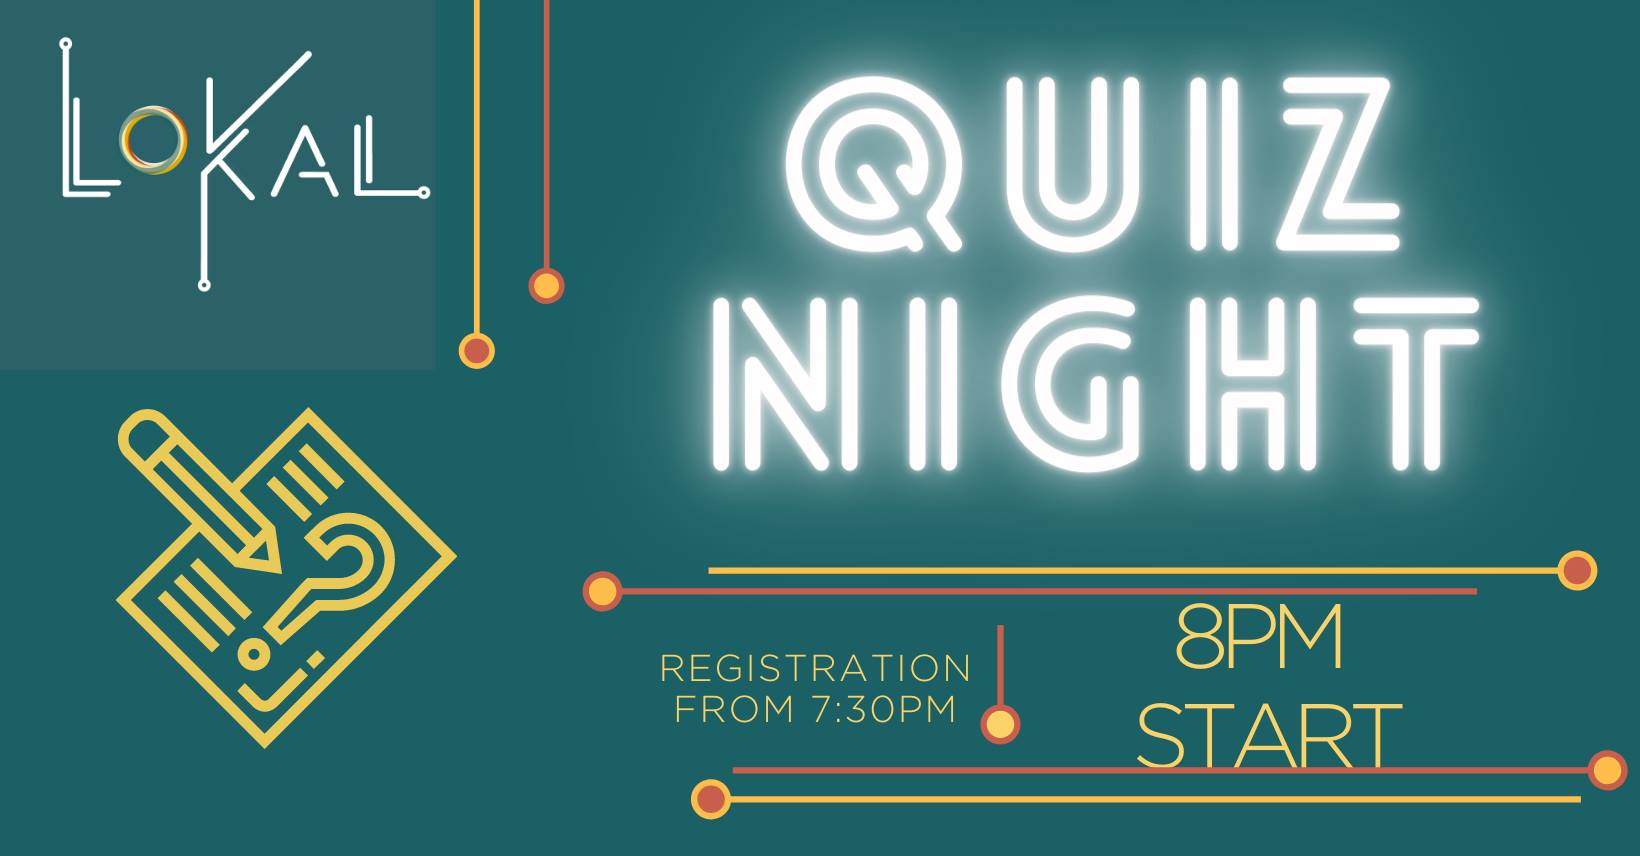 LOKAL
QUIZ
NIGHT
REGISTRATION
FROM 7:30PM
8PM
START